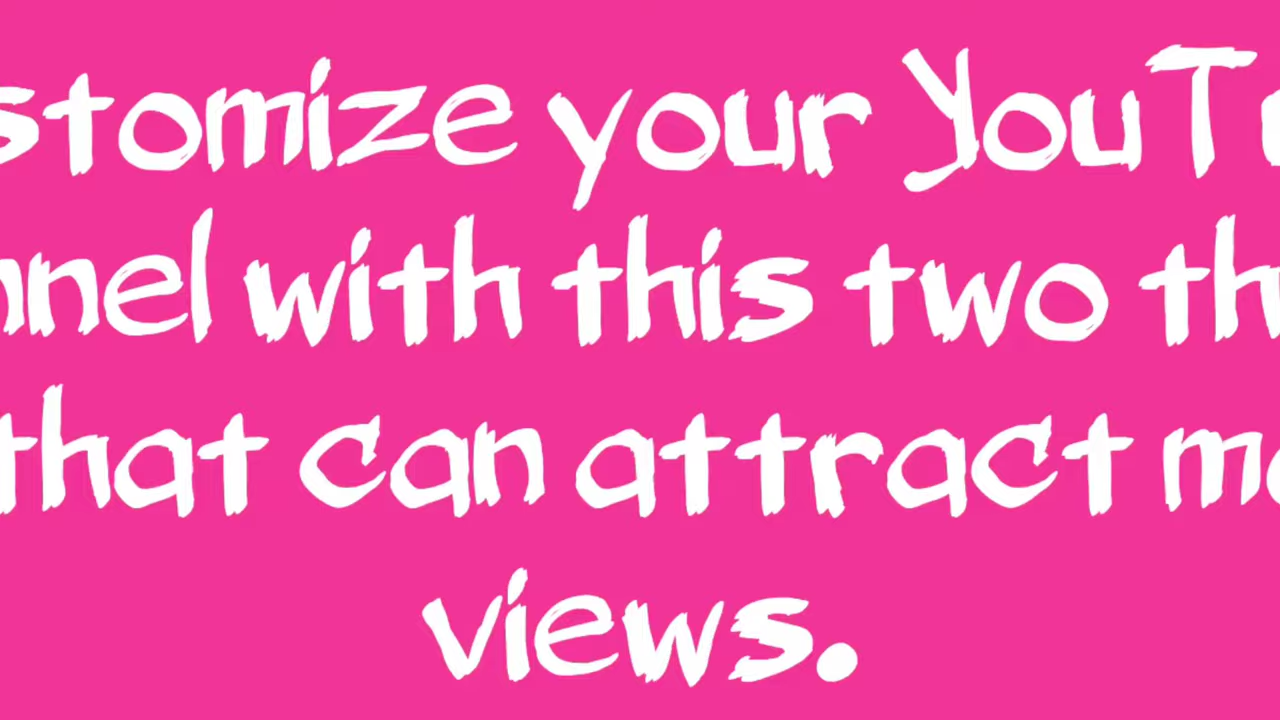 stomize your YouT
nnel with this two th
that can attract m
views.